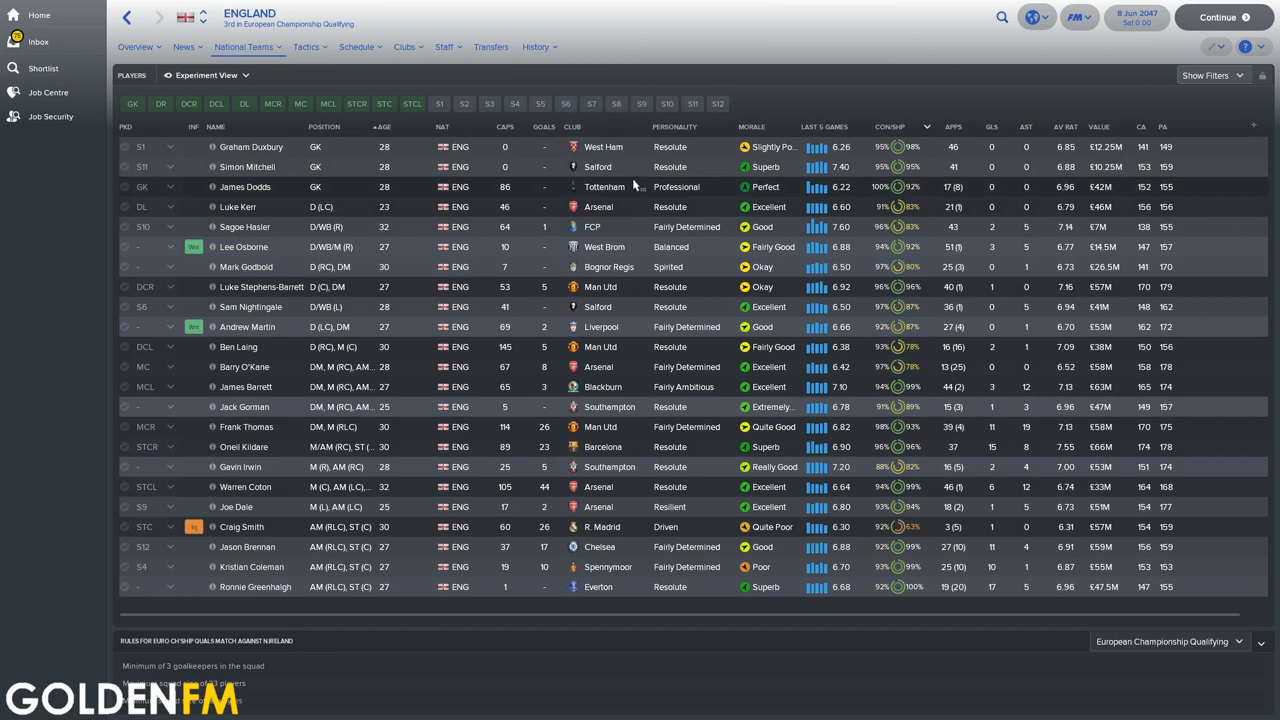 Home
ENGLAND
3rd in European Championship Qualifying
FM
8 Jun 2047
Sat 0:00
Continue
75
Inbox
Overview News National Teams Tactics Schedule Clubs Staff Transfers History
Shortlist
Job Centre
Job Security
PLAYERS Experiment View Show Filters
GK DR DCR DCL DL MCR MC MCL STCR STC STCL S1 S2 S3 S4 S5 S6 S7 S8 S9 S10 S11 S12
PKD INF NAME POSITION AGE NAT CAPS GOALS CLUB PERSONALITY MORALE LAST 5 GAMES CON/SHP APPS GLS AST AV RAT VALUE CA PA
S1 Graham Duxbury GK 28 ENG 0 - West Ham Resolute Slightly Po... 6.26 95% 98% 46 0 0 6.85 £12.25M 141 149
S11 Simon Mitchell GK 28 ENG 0 - Salford Resolute Superb 7.40 95% 95% 41 0 0 6.88 £10.25M 153 155
GK James Dodds GK 28 ENG 86 - Tottenham Professional Perfect 6.22 100% 92% 17 (8) 0 0 6.96 £42M 152 155
DL Luke Kerr D (LC) 23 ENG 46 - Arsenal Resolute Excellent 6.60 91% 83% 21 (1) 0 0 6.79 £46M 156 156
S10 Sagoe Hasler D/WB (R) 32 ENG 64 1 FCP Fairly Determined Good 7.60 96% 83% 43 2 5 7.14 £7M 138 155
- Wnt Lee Osborne D/WB/M (R) 27 ENG 10 - West Brom Balanced Fairly Good 6.88 94% 92% 51 (1) 3 5 6.77 £14.5M 147 157
- Mark Godbold D (RC), DM 30 ENG 7 - Bognor Regis Spirited Okay 6.50 97% 80% 25 (3) 0 1 6.73 £26.5M 141 170
DCR Luke Stephens-Barrett D (C), DM 27 ENG 53 5 Man Utd Resolute Okay 6.92 96% 96% 40 (1) 1 0 7.16 £57M 170 179
S6 Sam Nightingale D/WB (L) 28 ENG 41 - Salford Resolute Excellent 6.50 97% 87% 36 (1) 0 5 6.94 £41M 148 162
- Wnt Andrew Martin D (LC), DM 27 ENG 69 2 Liverpool Fairly Determined Good 6.66 92% 87% 27 (4) 0 1 6.70 £53M 162 172
DCL Ben Laing D (RC), M (C) 30 ENG 145 5 Man Utd Resolute Fairly Good 6.38 93% 78% 16 (16) 2 1 7.09 £38M 150 156
MC Barry O'Kane DM, M (RC), AM... 28 ENG 67 8 Arsenal Fairly Determined Excellent 6.42 97% 78% 13 (25) 0 0 6.52 £58M 158 178
MCL James Barrett DM, M (RLC) 27 ENG 65 3 Blackburn Fairly Ambitious Excellent 7.10 94% 99% 44 (2) 3 12 7.13 £63M 165 174
- Jack Gorman DM, M (RC), AM... 25 ENG 5 - Southampton Resolute Extremely... 6.78 91% 89% 15 (3) 1 3 6.96 £47M 149 157
MCR Frank Thomas DM, M (RLC) 30 ENG 114 26 Man Utd Resolute Quite Good 6.82 98% 93% 39 (4) 11 19 7.13 £58M 170 175
STCR Oneil Kildare M/AM (RC), ST (... 30 ENG 89 23 Barcelona Resolute Superb 6.90 96% 96% 37 15 8 7.55 £66M 174 178
- Gavin Irwin M (R), AM (RC) 28 ENG 25 5 Southampton Resolute Really Good 7.20 88% 82% 16 (5) 2 4 7.00 £53M 151 174
STCL Warren Coton M (C), AM (LC),... 32 ENG 105 44 Arsenal Resolute Excellent 6.64 94% 99% 46 (1) 6 12 6.74 £33M 164 168
S9 Joe Dale M (L), AM (LC) 25 ENG 17 2 Arsenal Resilient Excellent 6.80 93% 94% 18 (2) 1 5 6.73 £51M 154 177
STC Inj Craig Smith AM (RLC), ST (C) 30 ENG 60 26 R. Madrid Driven Quite Poor 6.30 92% 63% 3 (5) 1 0 6.31 £57M 154 159
S12 Jason Brennan AM (RLC), ST (C) 27 ENG 37 17 Chelsea Fairly Determined Good 6.88 92% 99% 27 (10) 11 4 6.91 £59M 156 159
S4 Kristian Coleman AM (RLC), ST (C) 27 ENG 19 10 Spennymoor Fairly Determined Poor 6.70 93% 99% 25 (10) 10 1 6.87 £55M 153 153
- Ronnie Greenhalgh AM (RLC), ST (C) 27 ENG 1 - Everton Resolute Superb 6.68 92% 100% 19 (20) 17 5 6.96 £47.5M 147 155
RULES FOR EURO CH'SHIP QUALS MATCH AGAINST N.IRELAND European Championship Qualifying
Minimum of 3 goalkeepers in the squad
GOLDENFM